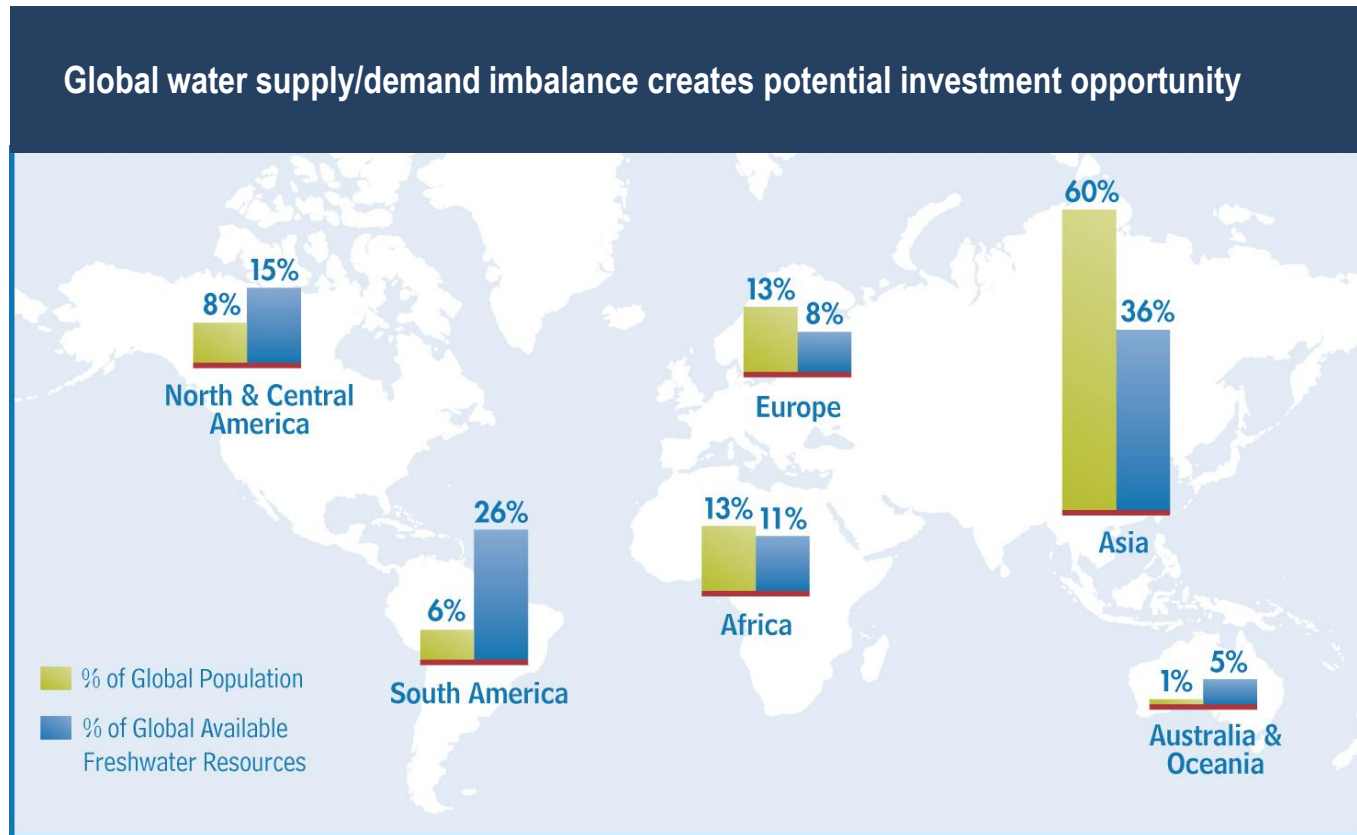 Global water supply/demand imbalance creates potential investment opportunity
60%
15%
8%
13%
8%
36%
North & Central
America
Europe
26%
6%
13%
11%
Asia
Africa
South America
1%
5%
Australia &
Oceania
% of Global Population
% of Global Available
Freshwater Resources